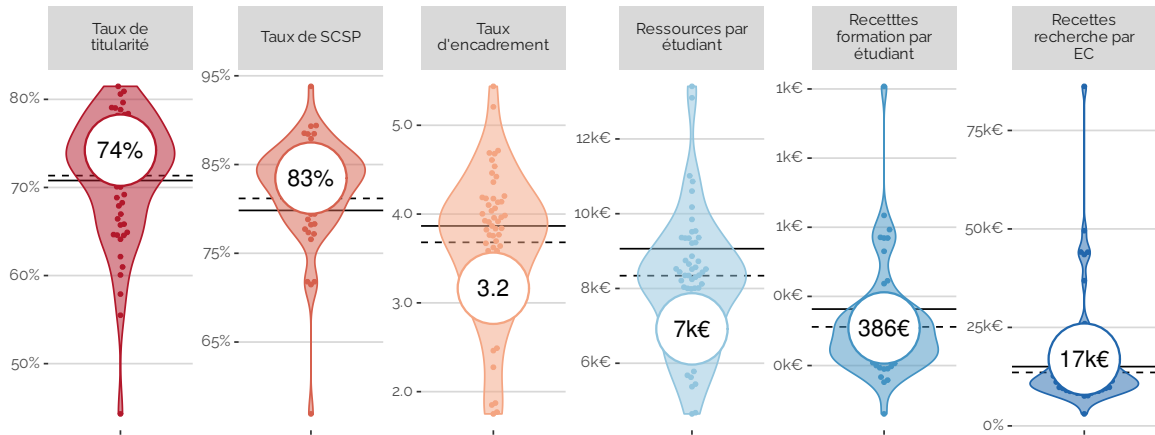 Taux de
titularité
Taux de SCSP
Taux
d'encadrement
Ressources par
étudiant
Recetttes
formation par
étudiant
Recettes
recherche par
EC
80%
70%
60%
50%
74%
95%
85%
75%
65%
83%
5.0
4.0
3.0
2.0
3.2
12k€
10k€
8k€
6k€
7k€
1k€
1k€
1k€
0k€
0k€
386€
75k€
50k€
25k€
0%
17k€